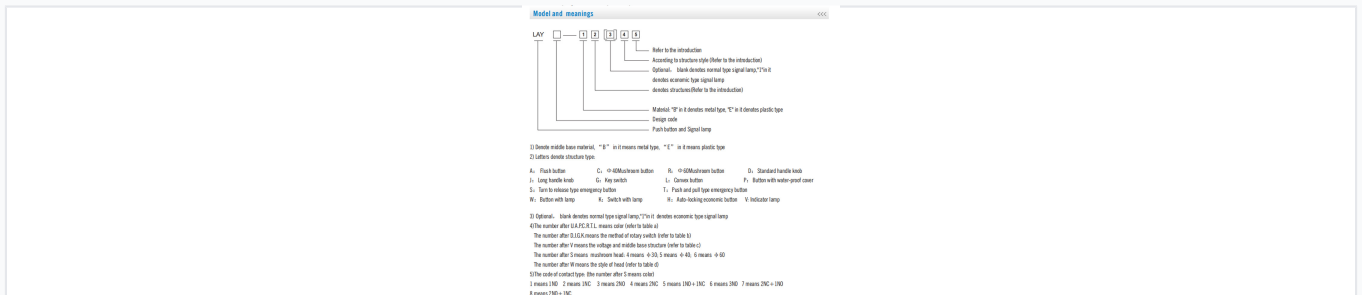 Model and meanings <<<
LAY □ — 1 2 [3] 4 5
Refer to the introduction
According to structure style (Refer to the introduction)
Optional, blank denotes normal type signal lamp,"J"in it
denotes economic type signal lamp
denotes structures(Refer to the introduction)
Material: "B" in it denotes metal type, "E" in it denotes plastic type
Design code
Push button and Signal lamp
1) Denote middle base material, "B" in it means metal type, "E" in it means plastic type
2) Letters denote structure type:
A: Flush button C: Φ40Mushroom button R: Φ60Mushroom button D: Standard handle knob
J: Long handle knob G: Key switch L: Convex button P: Button with water-proof cover
S: Turn to release type emergency button T: Push and pull type emergency button
W: Button with lamp K: Switch with lamp H: Auto-locking economic button V: Indicator lamp
3) Optional, blank denotes normal type signal lamp,"J"in it denotes economic type signal lamp
4)The number after U.A.P.C.R.T.L. means color (refer to table a)
The number after D.J.G.K.means the method of rotary switch (refer to table b)
The number after V means the voltage and middle base structure (refer to table c)
The number after S means mushroom head: 4 means φ30, 5 means φ40, 6 means φ60
The number after W means the style of head (refer to table d)
5)The code of contact type: (the number after S means color)
1 means 1NO 2 means 1NC 3 means 2NO 4 means 2NC 5 means 1NO+1NC 6 means 3NO 7 means 2NC+1NO
8 means 2NO+1NC